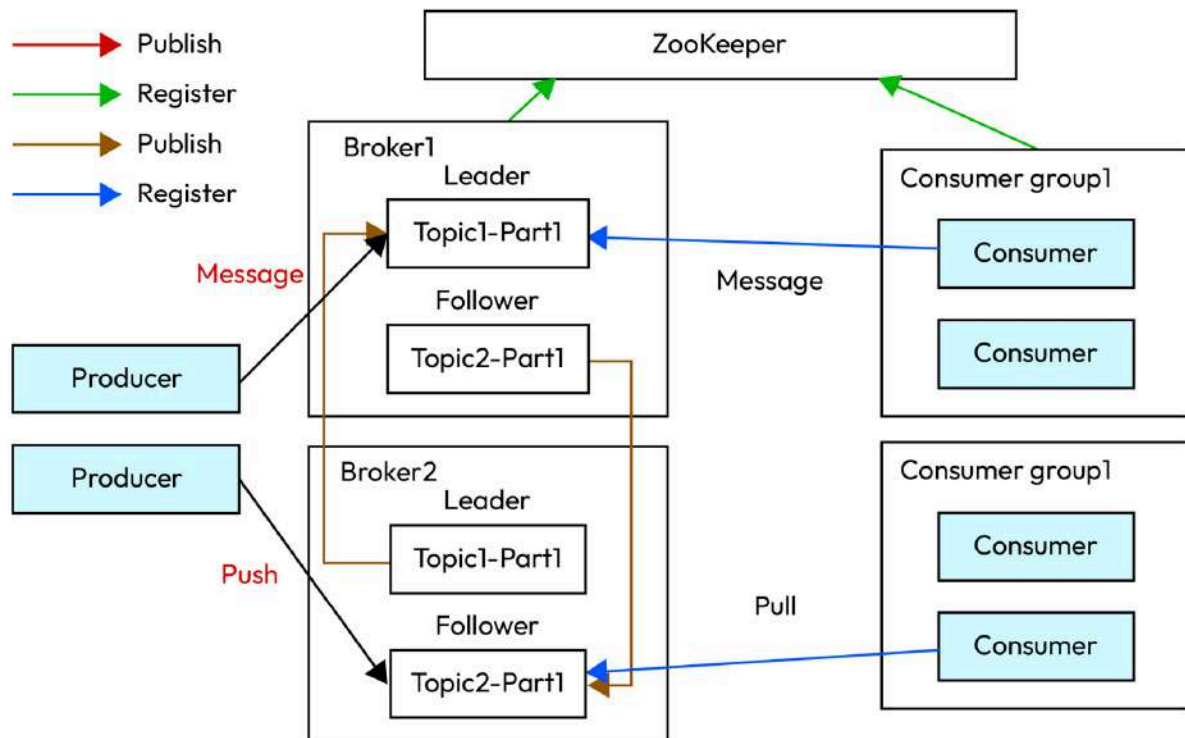 Publish
Register
Publish
Register
ZooKeeper
Broker1
Leader
Topic1-Part1
Follower
Topic2-Part1
Message
Producer
Producer
Push
Broker2
Leader
Topic1-Part1
Follower
Topic2-Part1
Message
Pull
Consumer group1
Consumer
Consumer
Consumer group1
Consumer
Consumer